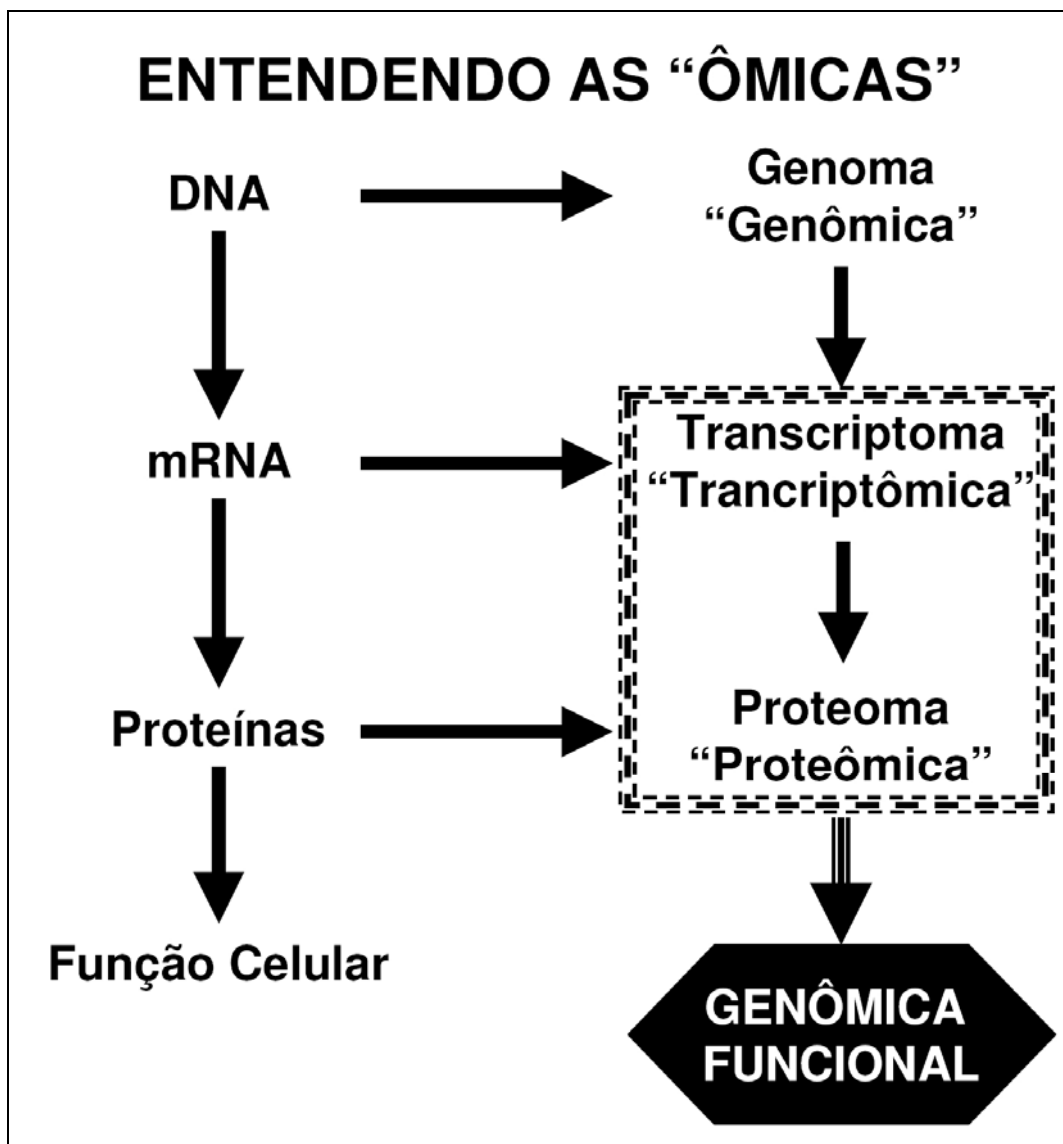 ENTENDENDO AS “ÔMICAS”
DNA
Genoma
“Genômica”
mRNA
Transcriptoma
“Trancriptômica”
Proteínas
Proteoma
“Proteômica”
Função Celular
GENÔMICA
FUNCIONAL